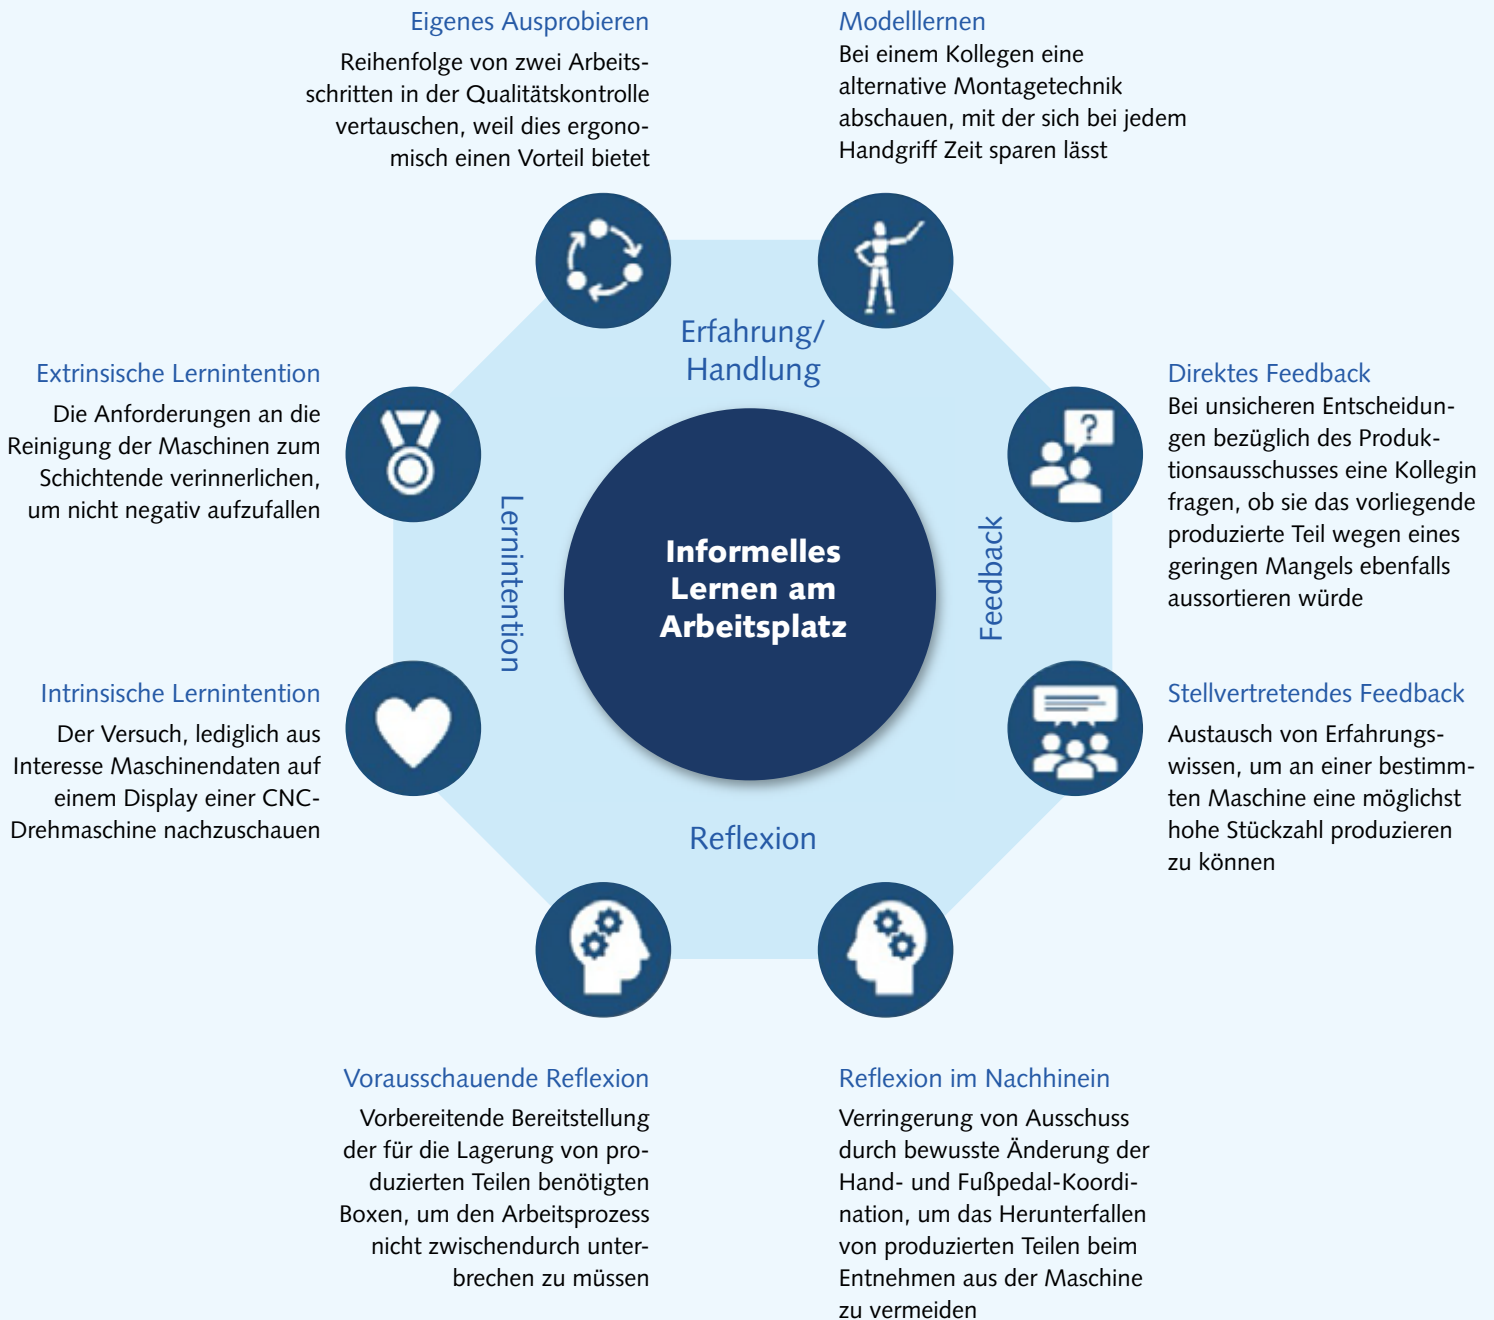 Eigenes Ausprobieren
Reihenfolge von zwei Arbeits-
schritten in der Qualitätskontrolle
vertauschen, weil dies ergono-
misch einen Vorteil bietet
Modelllernen
Bei einem Kollegen eine
alternative Montagetechnik
abschauen, mit der sich bei jedem
Handgriff Zeit sparen lässt
Erfahrung/
Handlung
Extrinsische Lernintention
Die Anforderungen an die
Reinigung der Maschinen zum
Schichtende verinnerlichen,
um nicht negativ aufzufallen
Direktes Feedback
Bei unsicheren Entscheidun-
gen bezüglich des Produk-
tionsausschusses eine Kollegin
fragen, ob sie das vorliegende
produzierte Teil wegen eines
geringen Mangels ebenfalls
aussortieren würde
?
Lernintention
Informelles
Lernen am
Arbeitsplatz
Feedback
Intrinsische Lernintention
Der Versuch, lediglich aus
Interesse Maschinendaten auf
einem Display einer CNC-
Drehmaschine nachzuschauen
Stellvertretendes Feedback
Austausch von Erfahrungs-
wissen, um an einer bestimm-
ten Maschine eine möglichst
hohe Stückzahl produzieren
zu können
Reflexion
Vorausschauende Reflexion
Vorbereitende Bereitstellung
der für die Lagerung von pro-
duzierten Teilen benötigten
Boxen, um den Arbeitsprozess
nicht zwischendurch unter-
brechen zu müssen
Reflexion im Nachhinein
Verringerung von Ausschuss
durch bewusste Änderung der
Hand- und Fußpedal-Koordi-
nation, um das Herunterfallen
von produzierten Teilen beim
Entnehmen aus der Maschine
zu vermeiden